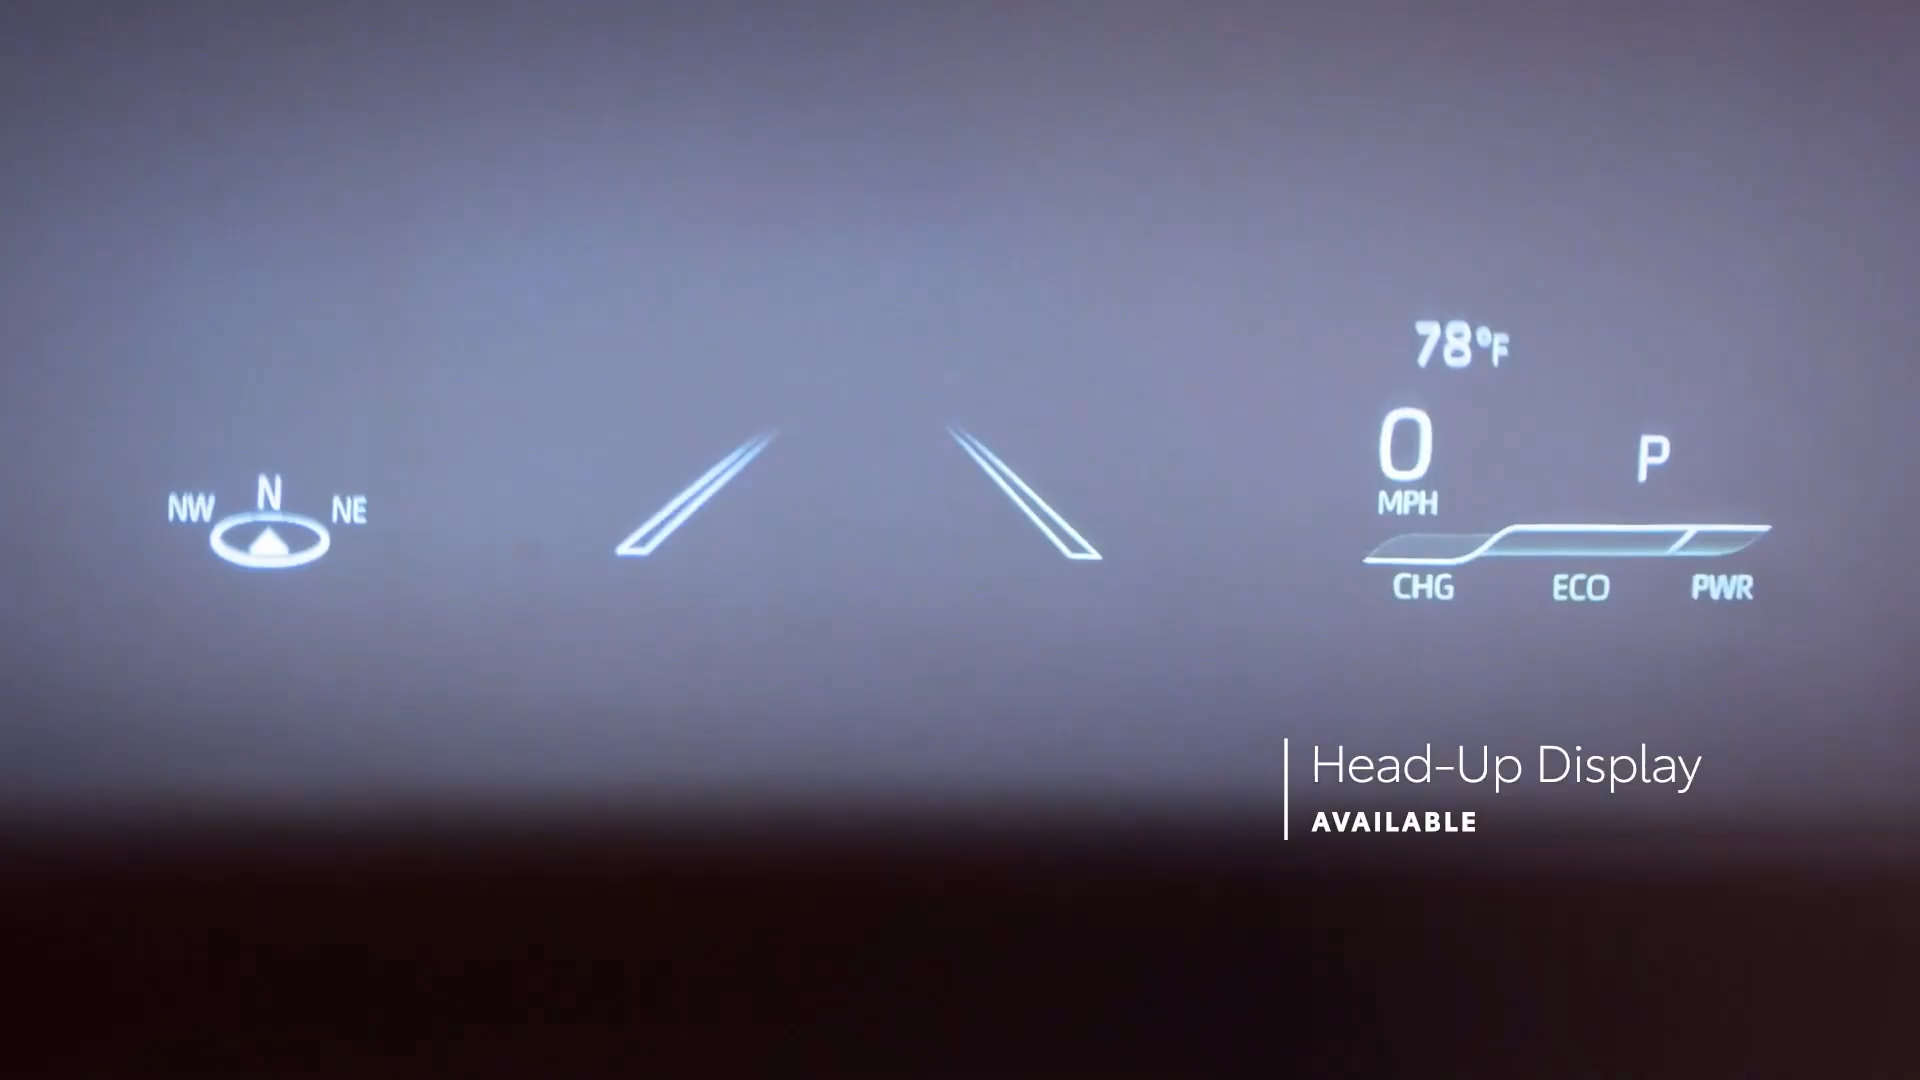 78°F
0
P
MPH
NW N NE
CHG ECO PWR
Head-Up Display
AVAILABLE